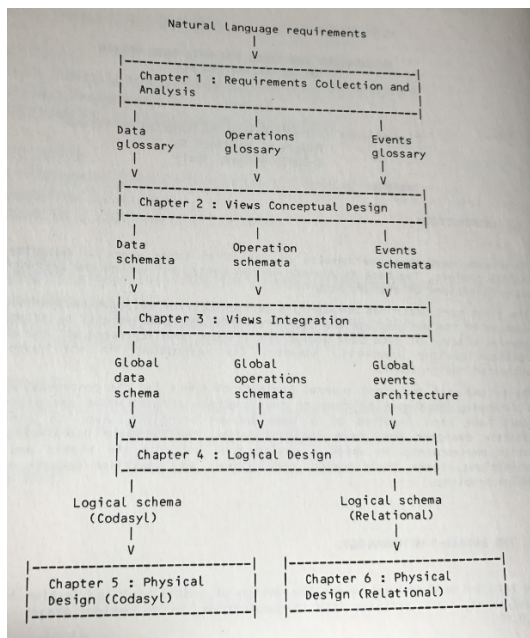 Natural language requirements
Chapter 1 : Requirements Collection and
Analysis
Data Operations Events
glossary glossary glossary
Chapter 2 : Views Conceptual Design
Data Operation Events
schemata schemata schemata
Chapter 3 : Views Integration
Global Global Global
data operations events
schema schemata architecture
Chapter 4 : Logical Design
Logical schema Logical schema
(Codasyl) (Relational)
Chapter 5 : Physical Chapter 6 : Physical
Design (Codasyl) Design (Relational)